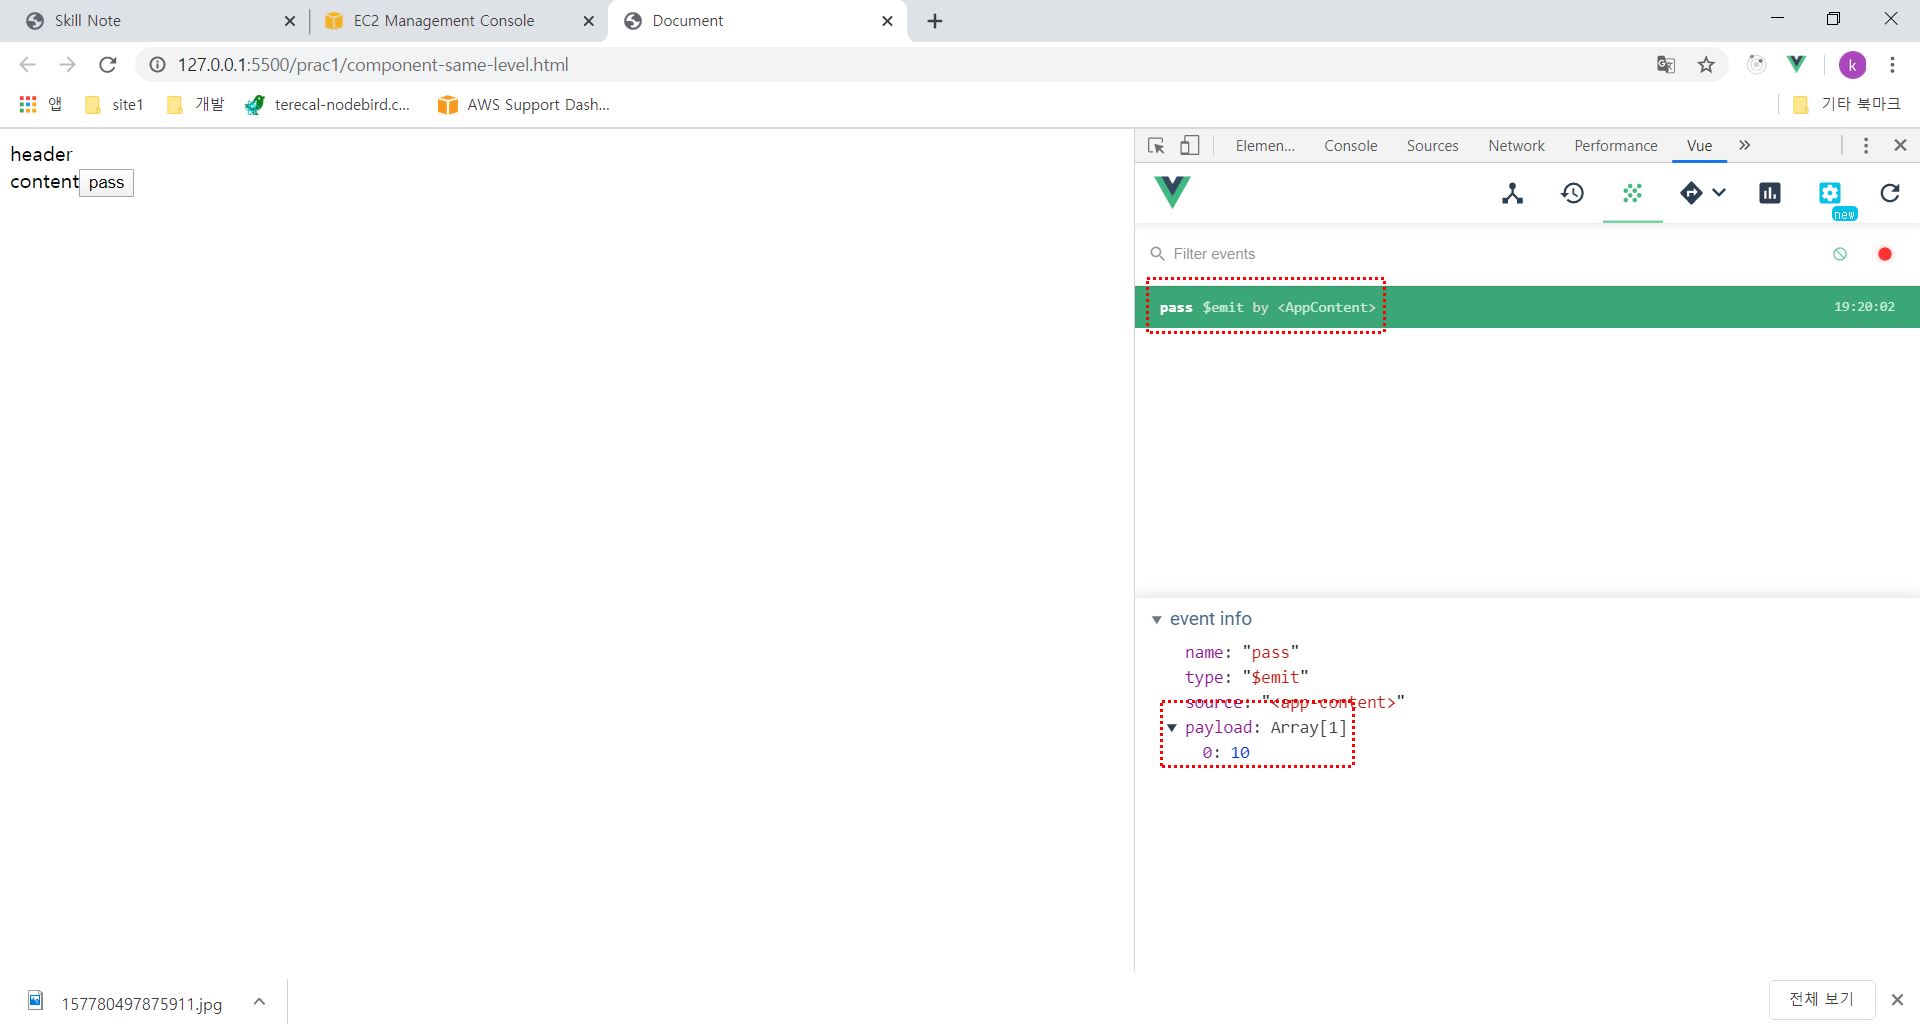 Skill Note
EC2 Management Console
Document
127.0.0.1:5500/prac1/component-same-level.html
k
앱
site1
개발
terecal-nodebird.c...
AWS Support Dash...
기타 북마크
header
content pass
Elemen... Console Sources Network Performance Vue »
new
Filter events
pass $emit by <AppContent> 19:20:02
event info
name: "pass"
type: "$emit"
source: "<app-content>"
payload: Array[1]
0: 10
157780497875911.jpg
전체 보기